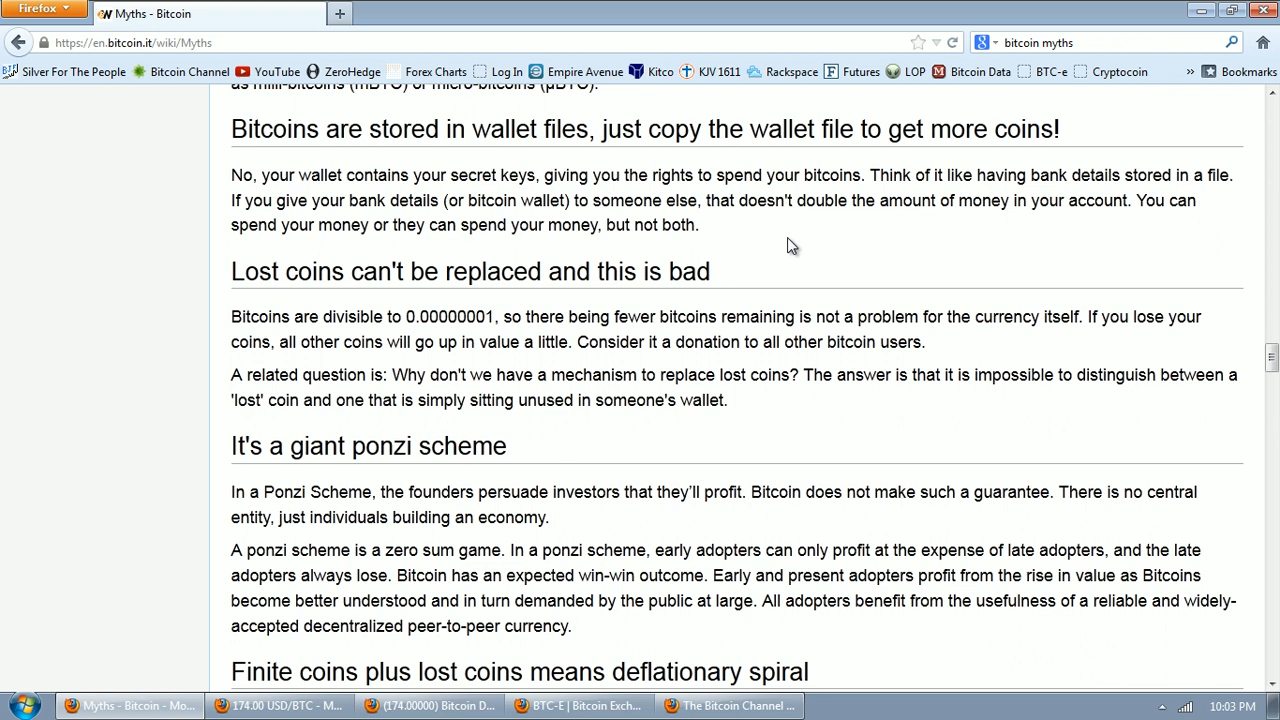 Firefox
Myths - Bitcoin
https://en.bitcoin.it/wiki/Myths
bitcoin myths
Silver For The People
Bitcoin Channel
YouTube
ZeroHedge
Forex Charts
Log In
Empire Avenue
Kitco
KJV 1611
Rackspace
Futures
LOP
Bitcoin Data
BTC-e
Cryptocoin
»
Bookmarks
as milli-bitcoins (mBTC) or micro-bitcoins (µBTC).
Bitcoins are stored in wallet files, just copy the wallet file to get more coins!
No, your wallet contains your secret keys, giving you the rights to spend your bitcoins. Think of it like having bank details stored in a file.
If you give your bank details (or bitcoin wallet) to someone else, that doesn't double the amount of money in your account. You can
spend your money or they can spend your money, but not both.
Lost coins can't be replaced and this is bad
Bitcoins are divisible to 0.00000001, so there being fewer bitcoins remaining is not a problem for the currency itself. If you lose your
coins, all other coins will go up in value a little. Consider it a donation to all other bitcoin users.
A related question is: Why don't we have a mechanism to replace lost coins? The answer is that it is impossible to distinguish between a
'lost' coin and one that is simply sitting unused in someone's wallet.
It's a giant ponzi scheme
In a Ponzi Scheme, the founders persuade investors that they’ll profit. Bitcoin does not make such a guarantee. There is no central
entity, just individuals building an economy.
A ponzi scheme is a zero sum game. In a ponzi scheme, early adopters can only profit at the expense of late adopters, and the late
adopters always lose. Bitcoin has an expected win-win outcome. Early and present adopters profit from the rise in value as Bitcoins
become better understood and in turn demanded by the public at large. All adopters benefit from the usefulness of a reliable and widely-
accepted decentralized peer-to-peer currency.
Finite coins plus lost coins means deflationary spiral
Myths - Bitcoin - Mo...
174.00 USD/BTC - M...
(174.00000) Bitcoin D...
BTC-E | Bitcoin Exch...
The Bitcoin Channel ...
10:03 PM